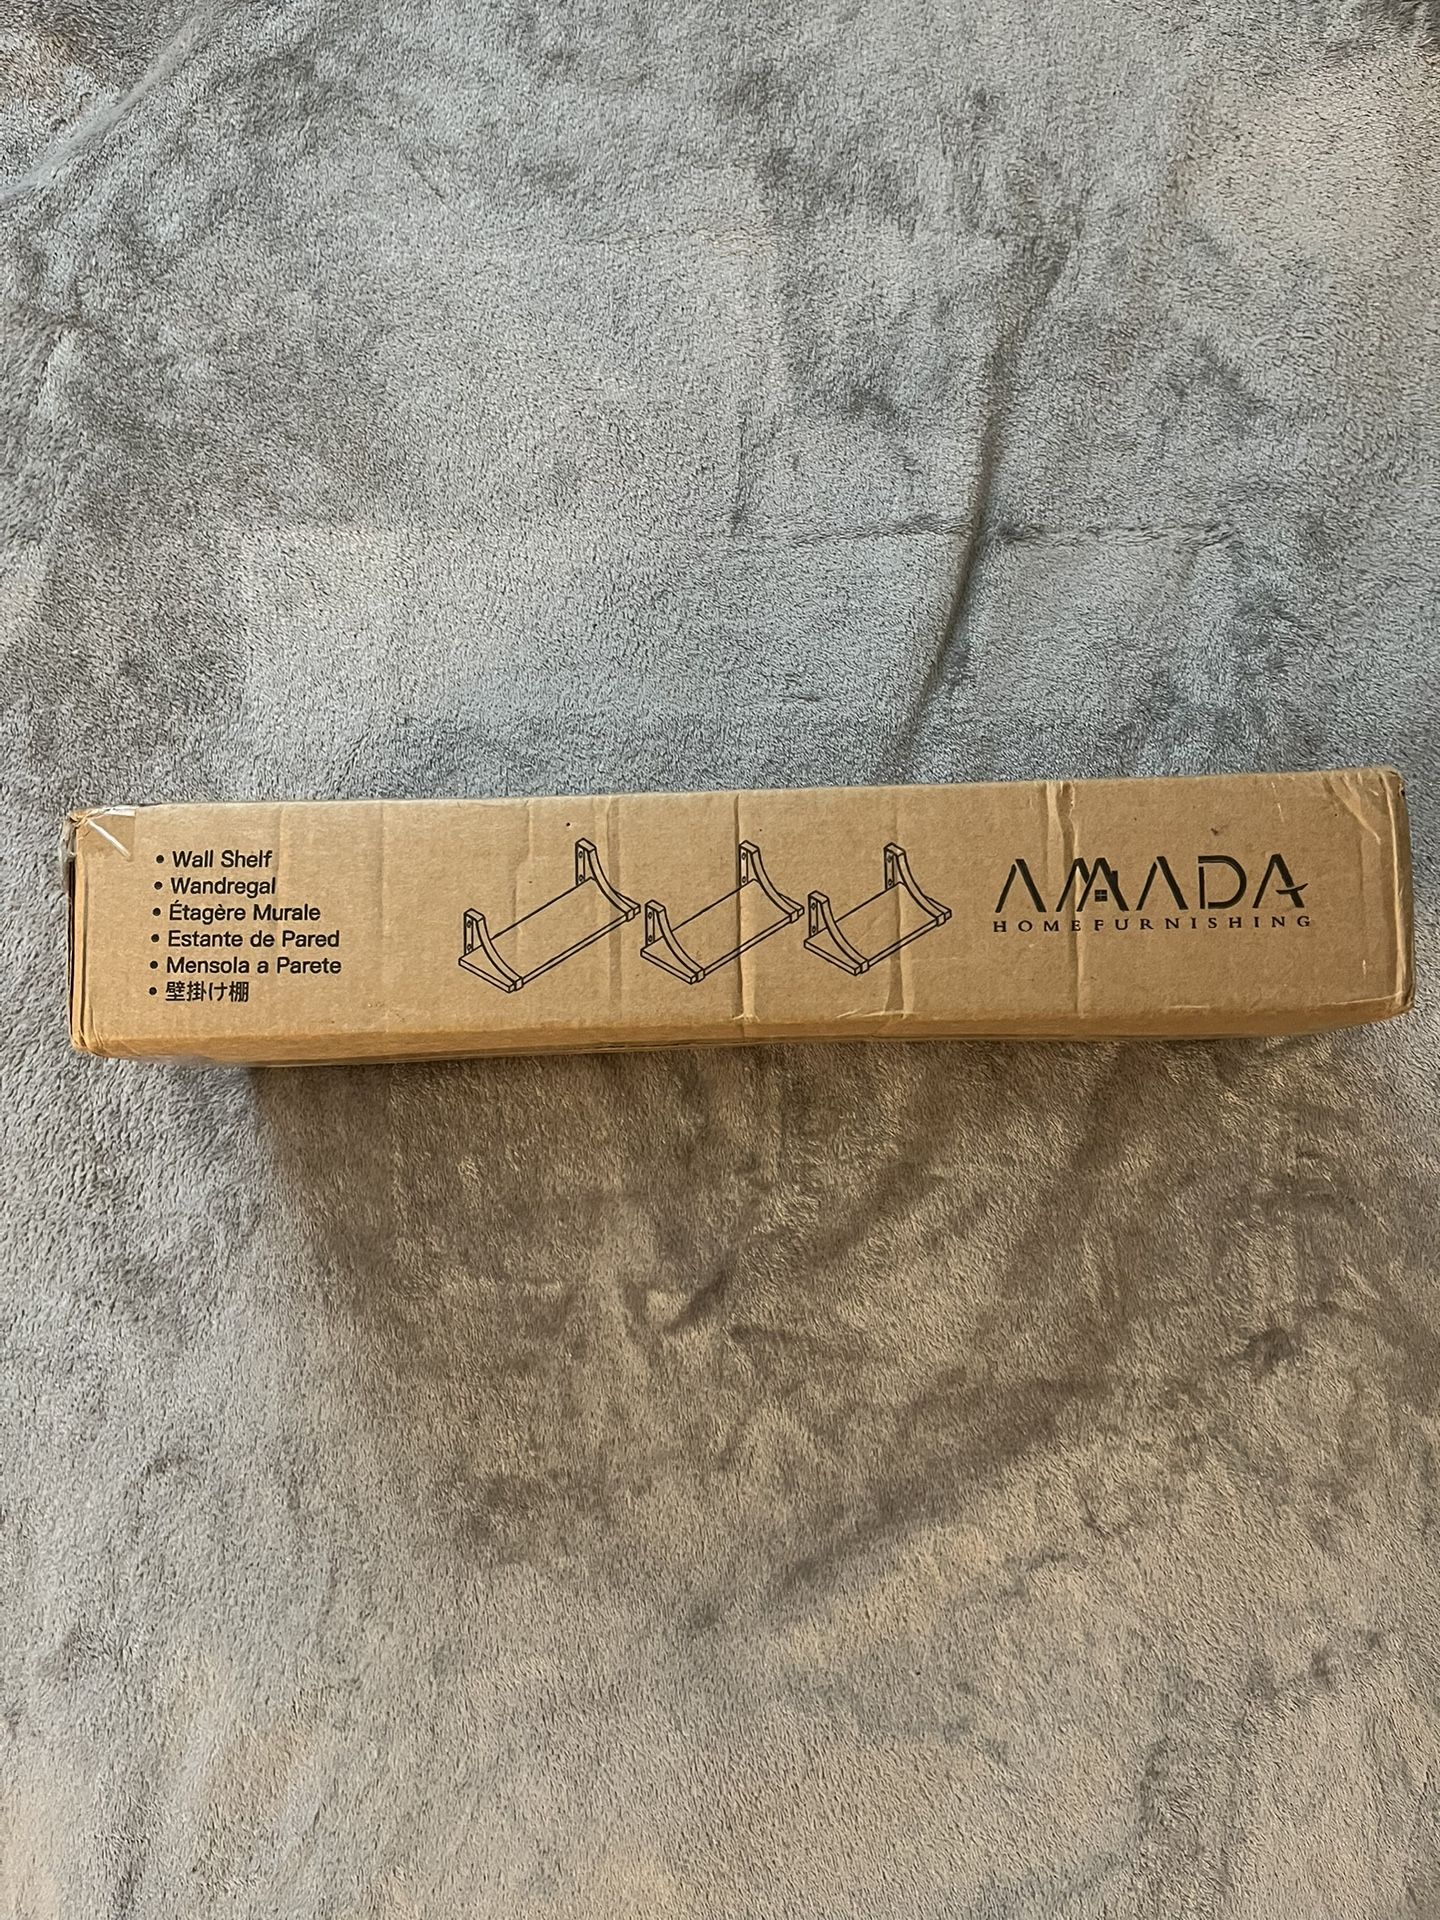 • Wall Shelf
• Wandregal
• Étagère Murale
• Estante de Pared
• Mensola a Parete
• 壁掛け棚
AMADA
HOMEFURNISHING